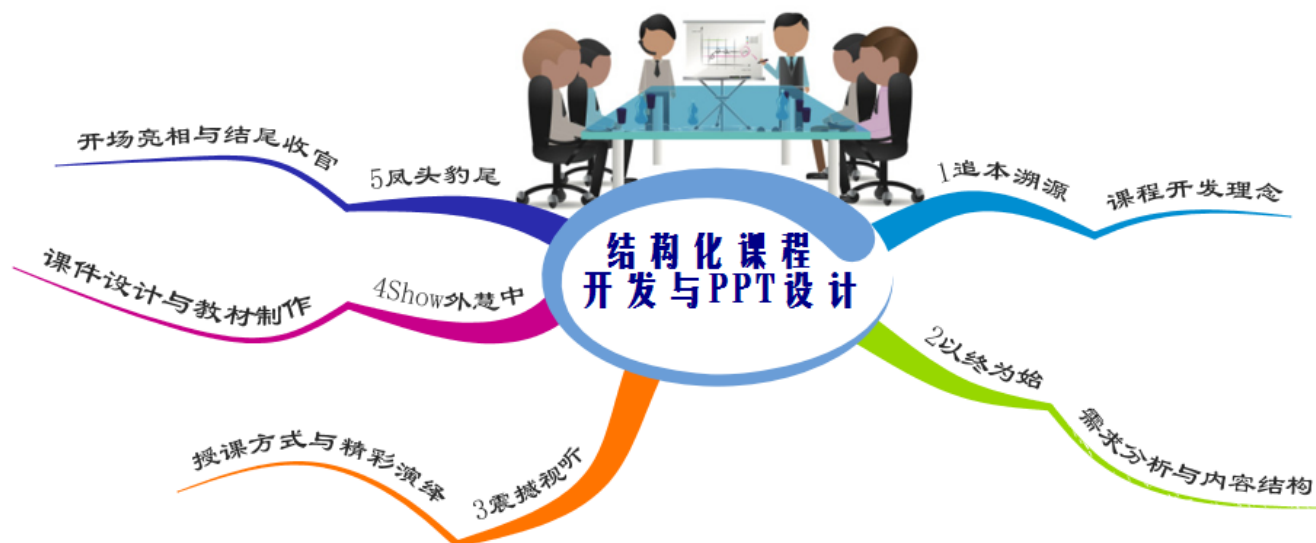 结构化课程
开发与PPT设计
1追本溯源
课程开发理念
2以终为始
需求分析与内容结构
3震撼视听
授课方式与精彩演绎
4Show外慧中
课件设计与教材制作
5凤头豹尾
开场亮相与结尾收官